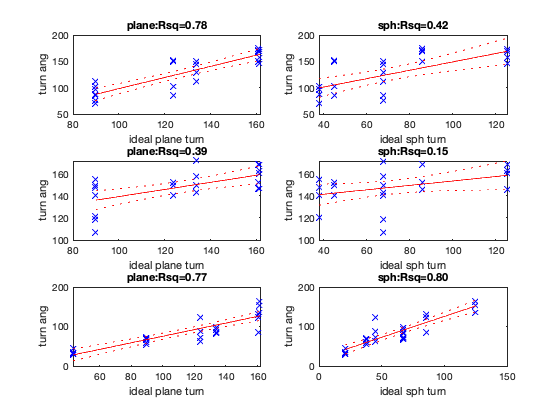 plane:Rsq=0.78
200
150
100
50
80 100 120 140 160
turn ang
ideal plane turn
sph:Rsq=0.42
200
150
100
50
40 60 80 100 120
turn ang
ideal sph turn
plane:Rsq=0.39
160
140
120
100
80 100 120 140 160
turn ang
ideal plane turn
sph:Rsq=0.15
160
140
120
100
40 60 80 100 120
turn ang
ideal sph turn
plane:Rsq=0.77
200
100
0
60 80 100 120 140 160
turn ang
ideal plane turn
sph:Rsq=0.80
200
100
0
0 50 100 150
turn ang
ideal sph turn